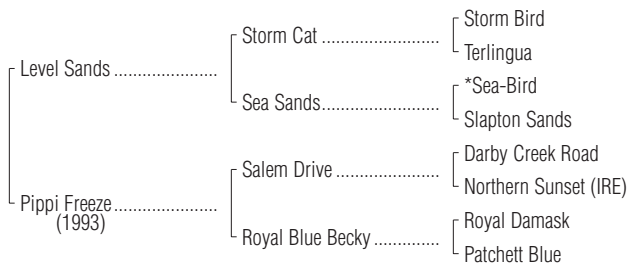 Storm Bird
Storm Cat ........................
Terlingua
Level Sands .....................
*Sea-Bird
Sea Sands........................
Slapton Sands
Darby Creek Road
Salem Drive .....................
Northern Sunset (IRE)
Pippi Freeze.....................
(1993)
Royal Damask
Royal Blue Becky.............
Patchett Blue